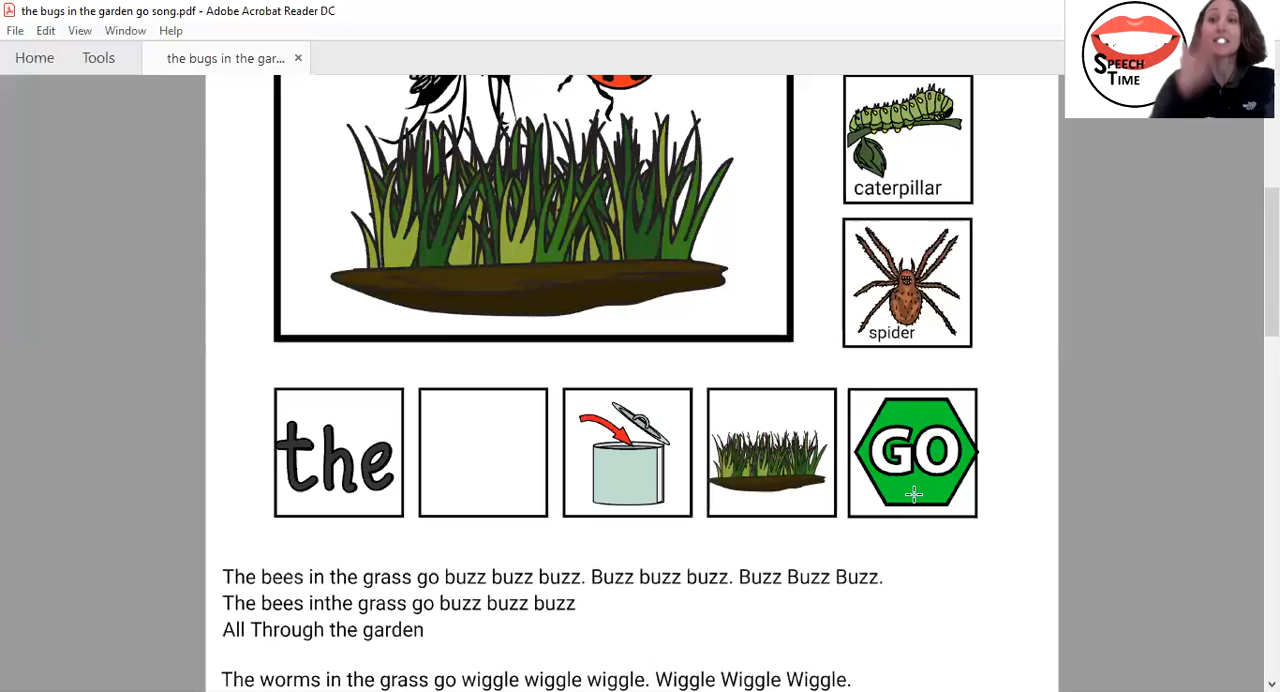 the bugs in the garden go song.pdf - Adobe Acrobat Reader DC
File Edit View Window Help
Home Tools the bugs in the gar... ×
SPEECH
TIME
caterpillar
spider
the
GO
The bees in the grass go buzz buzz buzz. Buzz buzz buzz. Buzz Buzz Buzz.
The bees inthe grass go buzz buzz buzz
All Through the garden
The worms in the grass go wiggle wiggle wiggle. Wiggle Wiggle Wiggle.